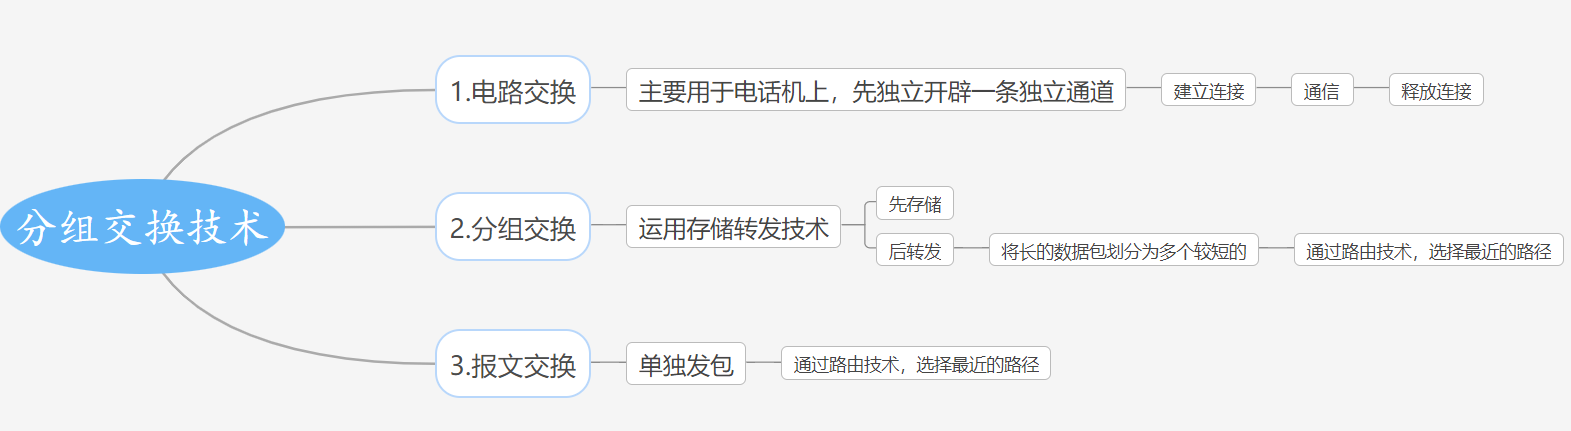 分组交换技术
1.电路交换
主要用于电话机上，先独立开辟一条独立通道
建立连接
通信
释放连接
2.分组交换
运用存储转发技术
先存储
后转发
将长的数据包划分为多个较短的
通过路由技术，选择最近的路径
3.报文交换
单独发包
通过路由技术，选择最近的路径